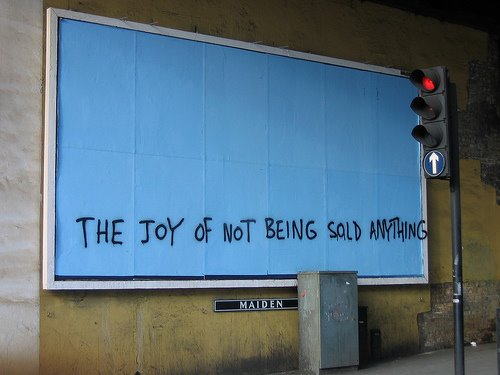 THE JOY OF NOT BEING SOLD ANYTHING
MAIDEN